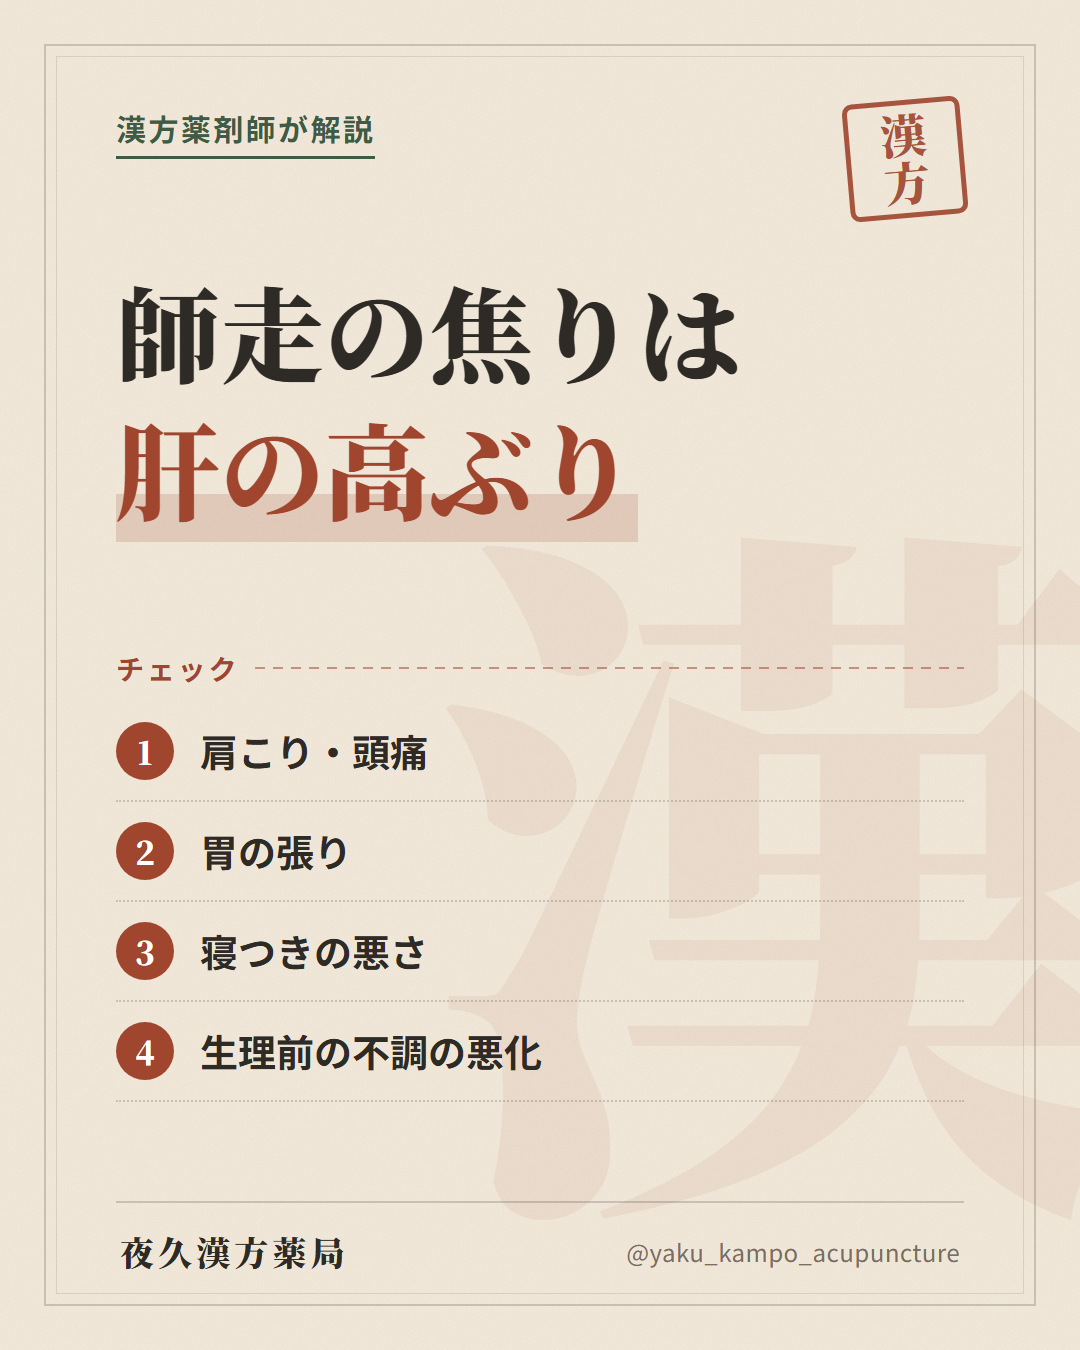 漢方薬剤師が解説
漢方
師走の焦りは
肝の高ぶり
チェック
1 肩こり・頭痛
2 胃の張り
3 寝つきの悪さ
4 生理前の不調の悪化
夜久漢方薬局
@yaku_kampo_acupuncture
漢